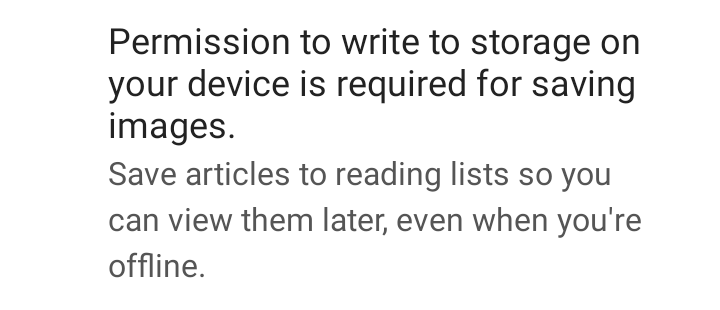 Permission to write to storage on
your device is required for saving
images.
Save articles to reading lists so you
can view them later, even when you're
offline.